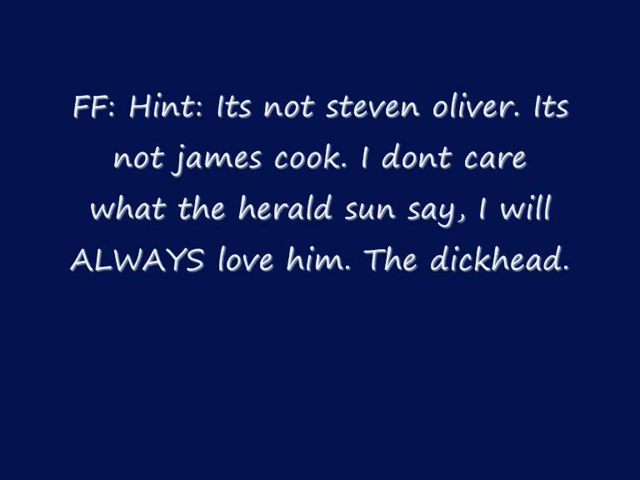 FF: Hint: Its not steven oliver. Its
not james cook. I dont care
what the herald sun say, I will
ALWAYS love him. The dickhead.